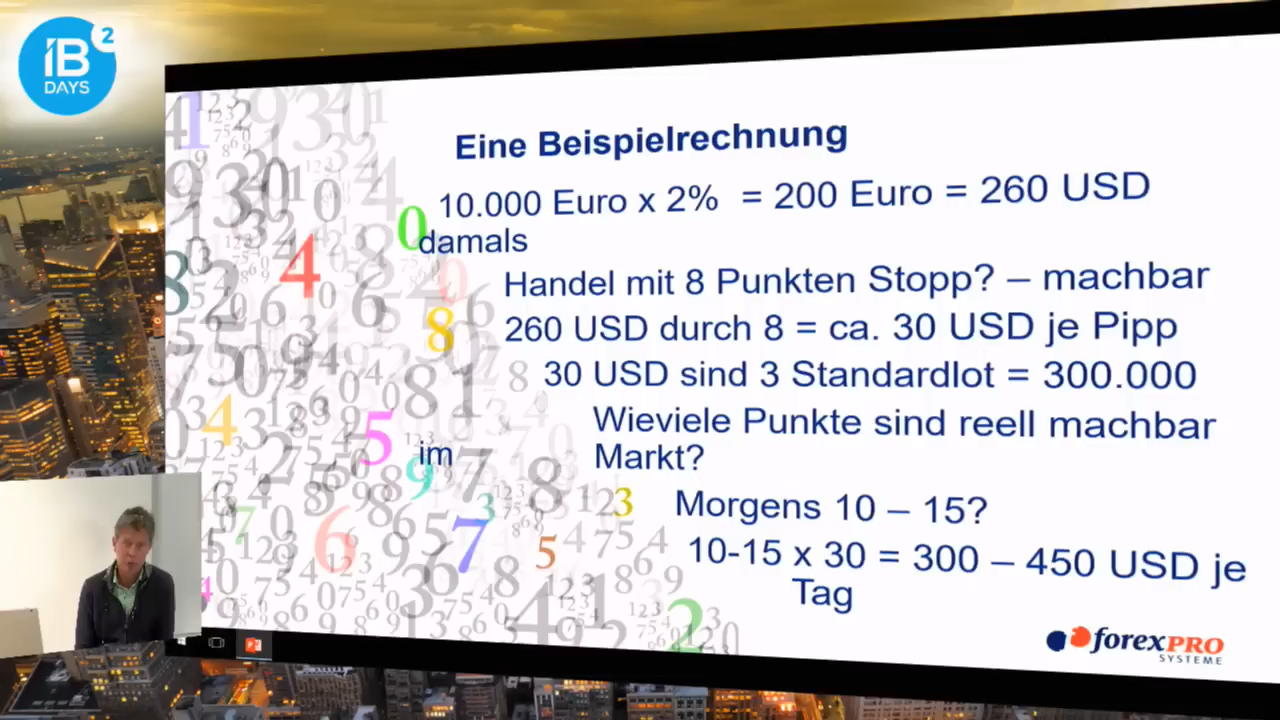 iB 2
DAYS
Eine Beispielrechnung
10.000 Euro x 2% = 200 Euro = 260 USD
damals
Handel mit 8 Punkten Stopp? – machbar
260 USD durch 8 = ca. 30 USD je Pipp
30 USD sind 3 Standardlot = 300.000
Wieviele Punkte sind reell machbar
im Markt?
Morgens 10 – 15?
10-15 x 30 = 300 – 450 USD je
Tag
forexPRO
SYSTEME